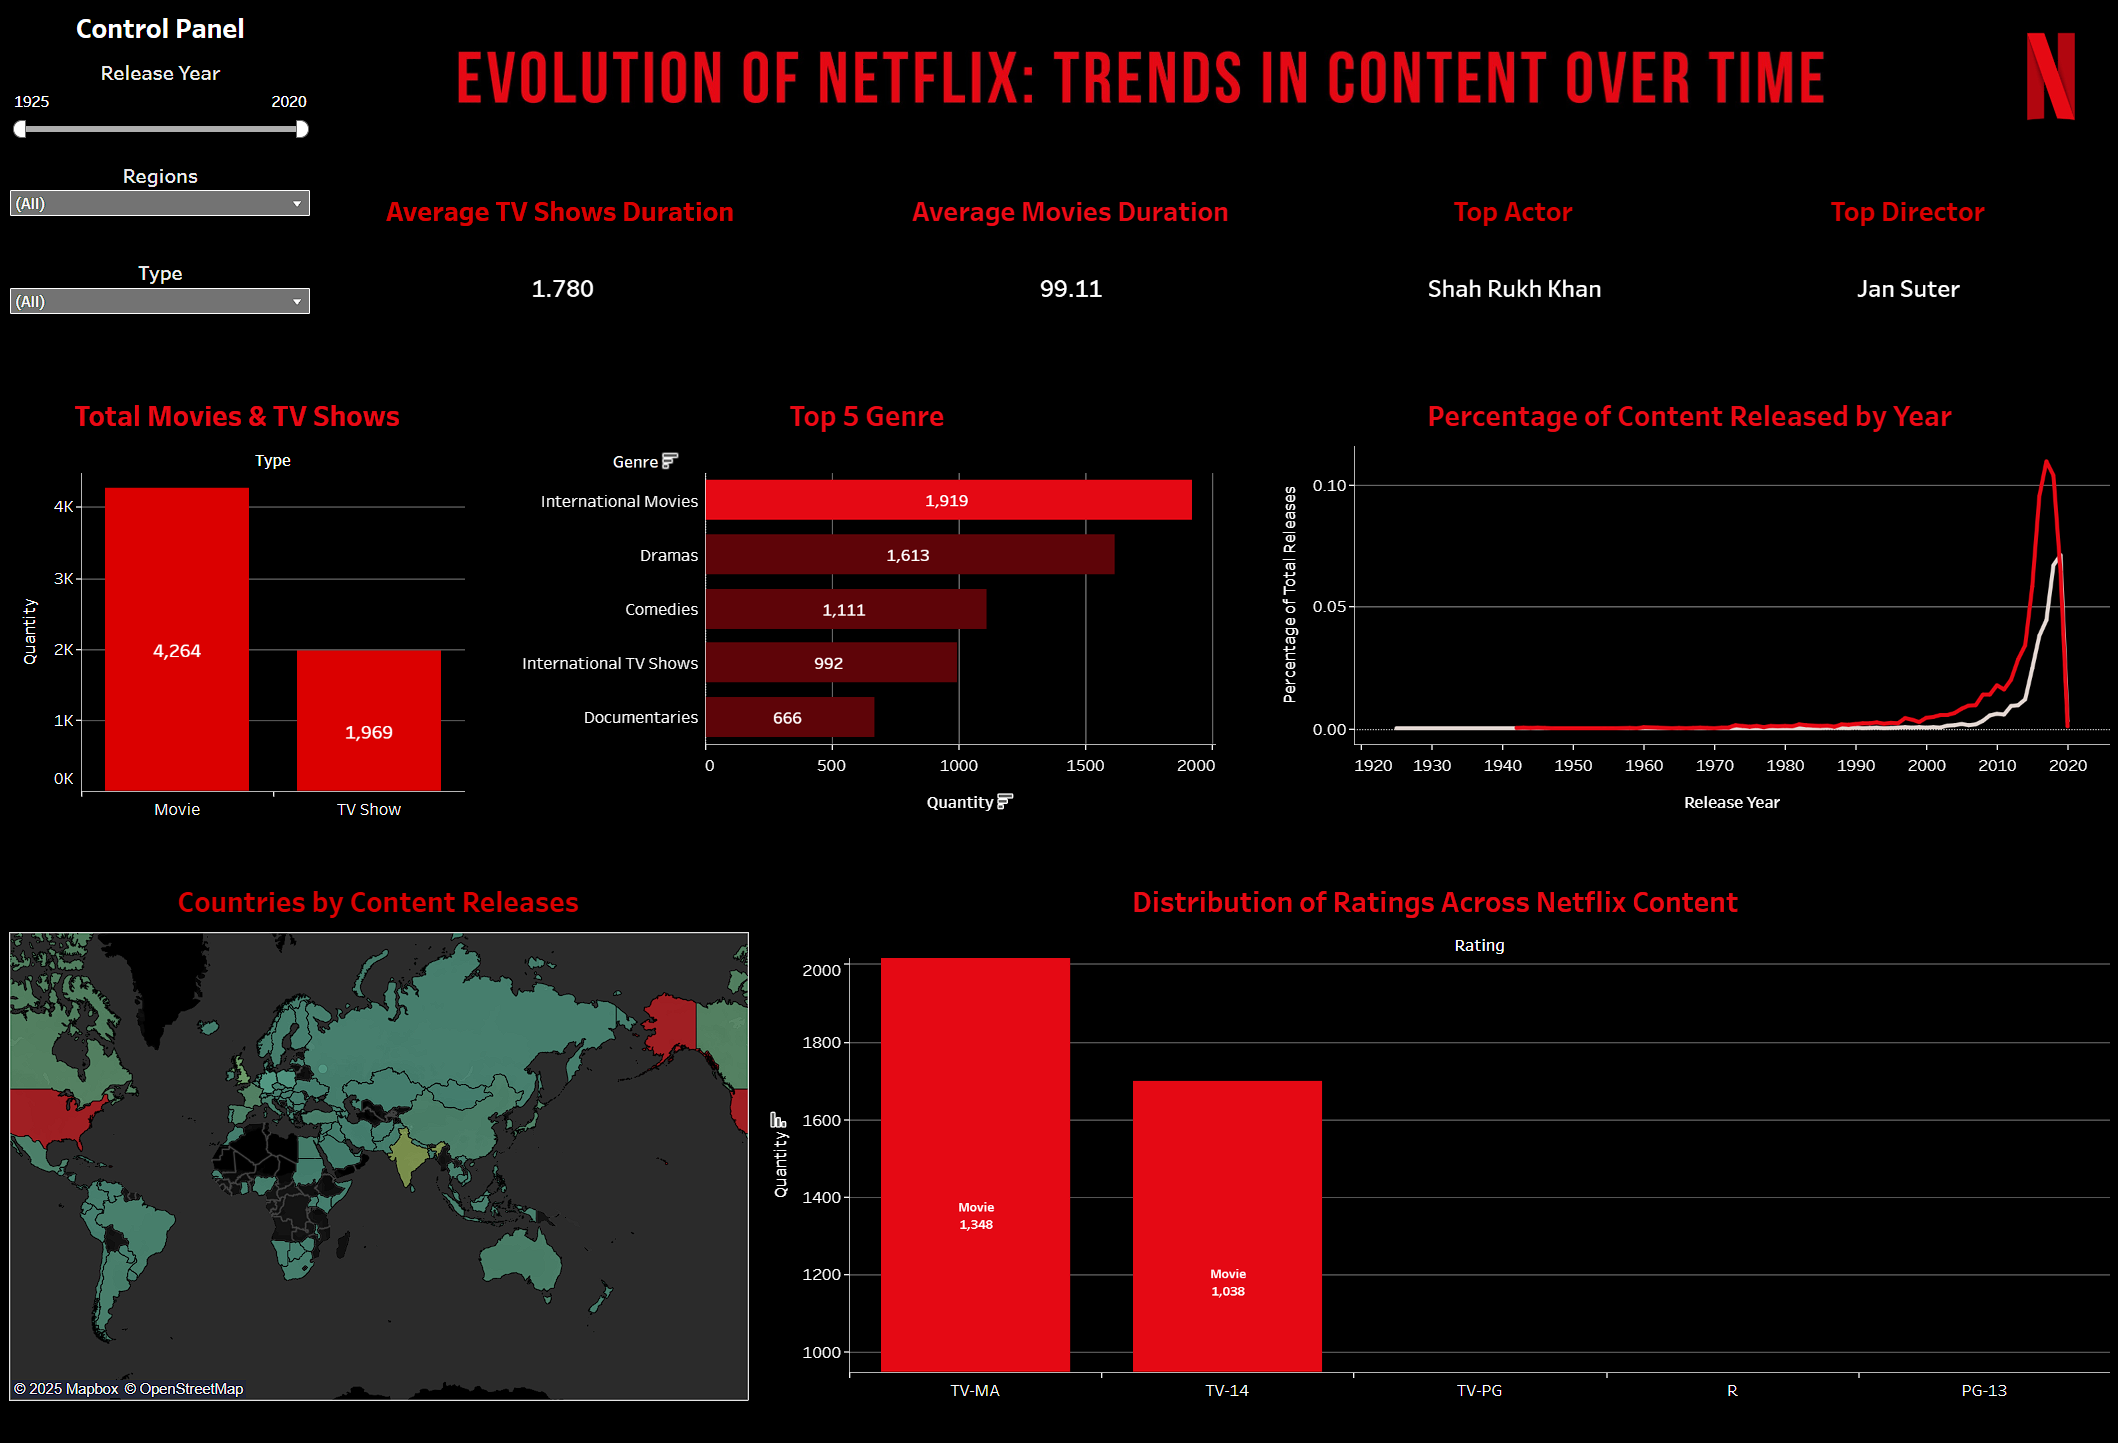 Control Panel
EVOLUTION OF NETFLIX: TRENDS IN CONTENT OVER TIME
N
Release Year
1925 2020
Regions
(All)
Type
(All)
Average TV Shows Duration
1.780
Average Movies Duration
99.11
Top Actor
Shah Rukh Khan
Top Director
Jan Suter
Total Movies & TV Shows
Type
Quantity
4K
3K
2K
1K
0K
4,264
1,969
Movie TV Show
Top 5 Genre
Genre
International Movies 1,919
Dramas 1,613
Comedies 1,111
International TV Shows 992
Documentaries 666
0 500 1000 1500 2000
Quantity
Percentage of Content Released by Year
Percentage of Total Releases
0.10
0.05
0.00
1920 1930 1940 1950 1960 1970 1980 1990 2000 2010 2020
Release Year
Countries by Content Releases
© 2025 Mapbox © OpenStreetMap
Distribution of Ratings Across Netflix Content
Rating
Quantity
2000
1800
1600
1400
1200
1000
Movie
1,348
Movie
1,038
TV-MA TV-14 TV-PG R PG-13